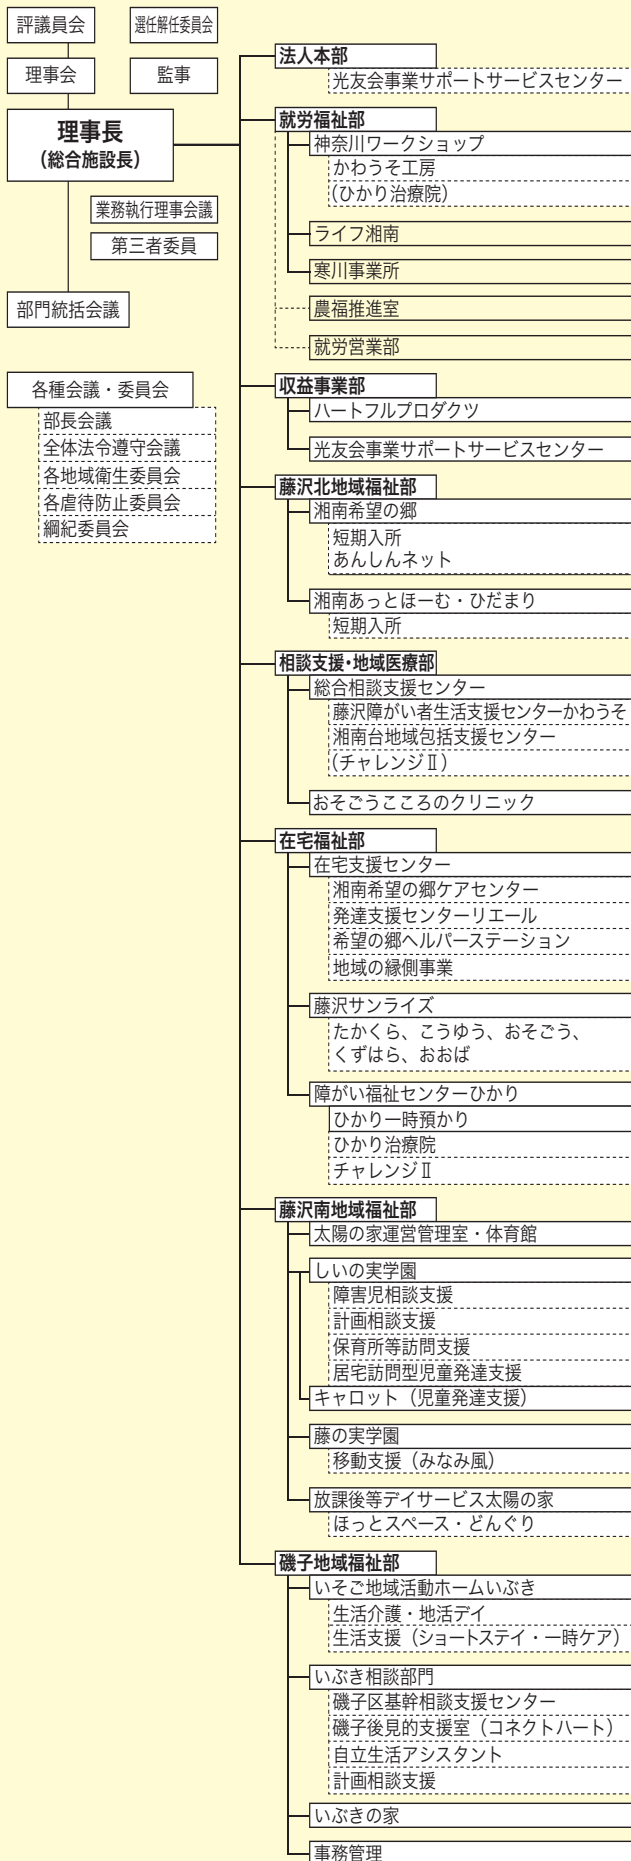 評議員会
選任解任委員会
理事会
監事
理事長
(総合施設長)
業務執行理事会議
第三者委員
部門統括会議
各種会議・委員会
部長会議
全体法令遵守会議
各地域衛生委員会
各虐待防止委員会
綱紀委員会
法人本部
光友会事業サポートサービスセンター
就労福祉部
神奈川ワークショップ
かわうそ工房
(ひかり治療院)
ライフ湘南
寒川事業所
農福推進室
就労営業部
収益事業部
ハートフルプロダクツ
光友会事業サポートサービスセンター
藤沢北地域福祉部
湘南希望の郷
短期入所
あんしんネット
湘南あっとほーむ・ひだまり
短期入所
相談支援・地域医療部
総合相談支援センター
藤沢障がい者生活支援センターかわうそ
湘南台地域包括支援センター
(チャレンジⅡ)
おそごうこころのクリニック
在宅福祉部
在宅支援センター
湘南希望の郷ケアセンター
発達支援センターリエール
希望の郷ヘルパーステーション
地域の縁側事業
藤沢サンライズ
たかくら、こうゆう、おそごう、
くずはら、おおば
障がい福祉センターひかり
ひかり一時預かり
ひかり治療院
チャレンジⅡ
藤沢南地域福祉部
太陽の家運営管理室・体育館
しいの実学園
障害児相談支援
計画相談支援
保育所等訪問支援
居宅訪問型児童発達支援
キャロット（児童発達支援）
藤の実学園
移動支援（みなみ風）
放課後等デイサービス太陽の家
ほっとスペース・どんぐり
磯子地域福祉部
いそご地域活動ホームいぶき
生活介護・地活デイ
生活支援（ショートステイ・一時ケア）
いぶき相談部門
磯子区基幹相談支援センター
磯子後見的支援室（コネクトハート）
自立生活アシスタント
計画相談支援
いぶきの家
事務管理